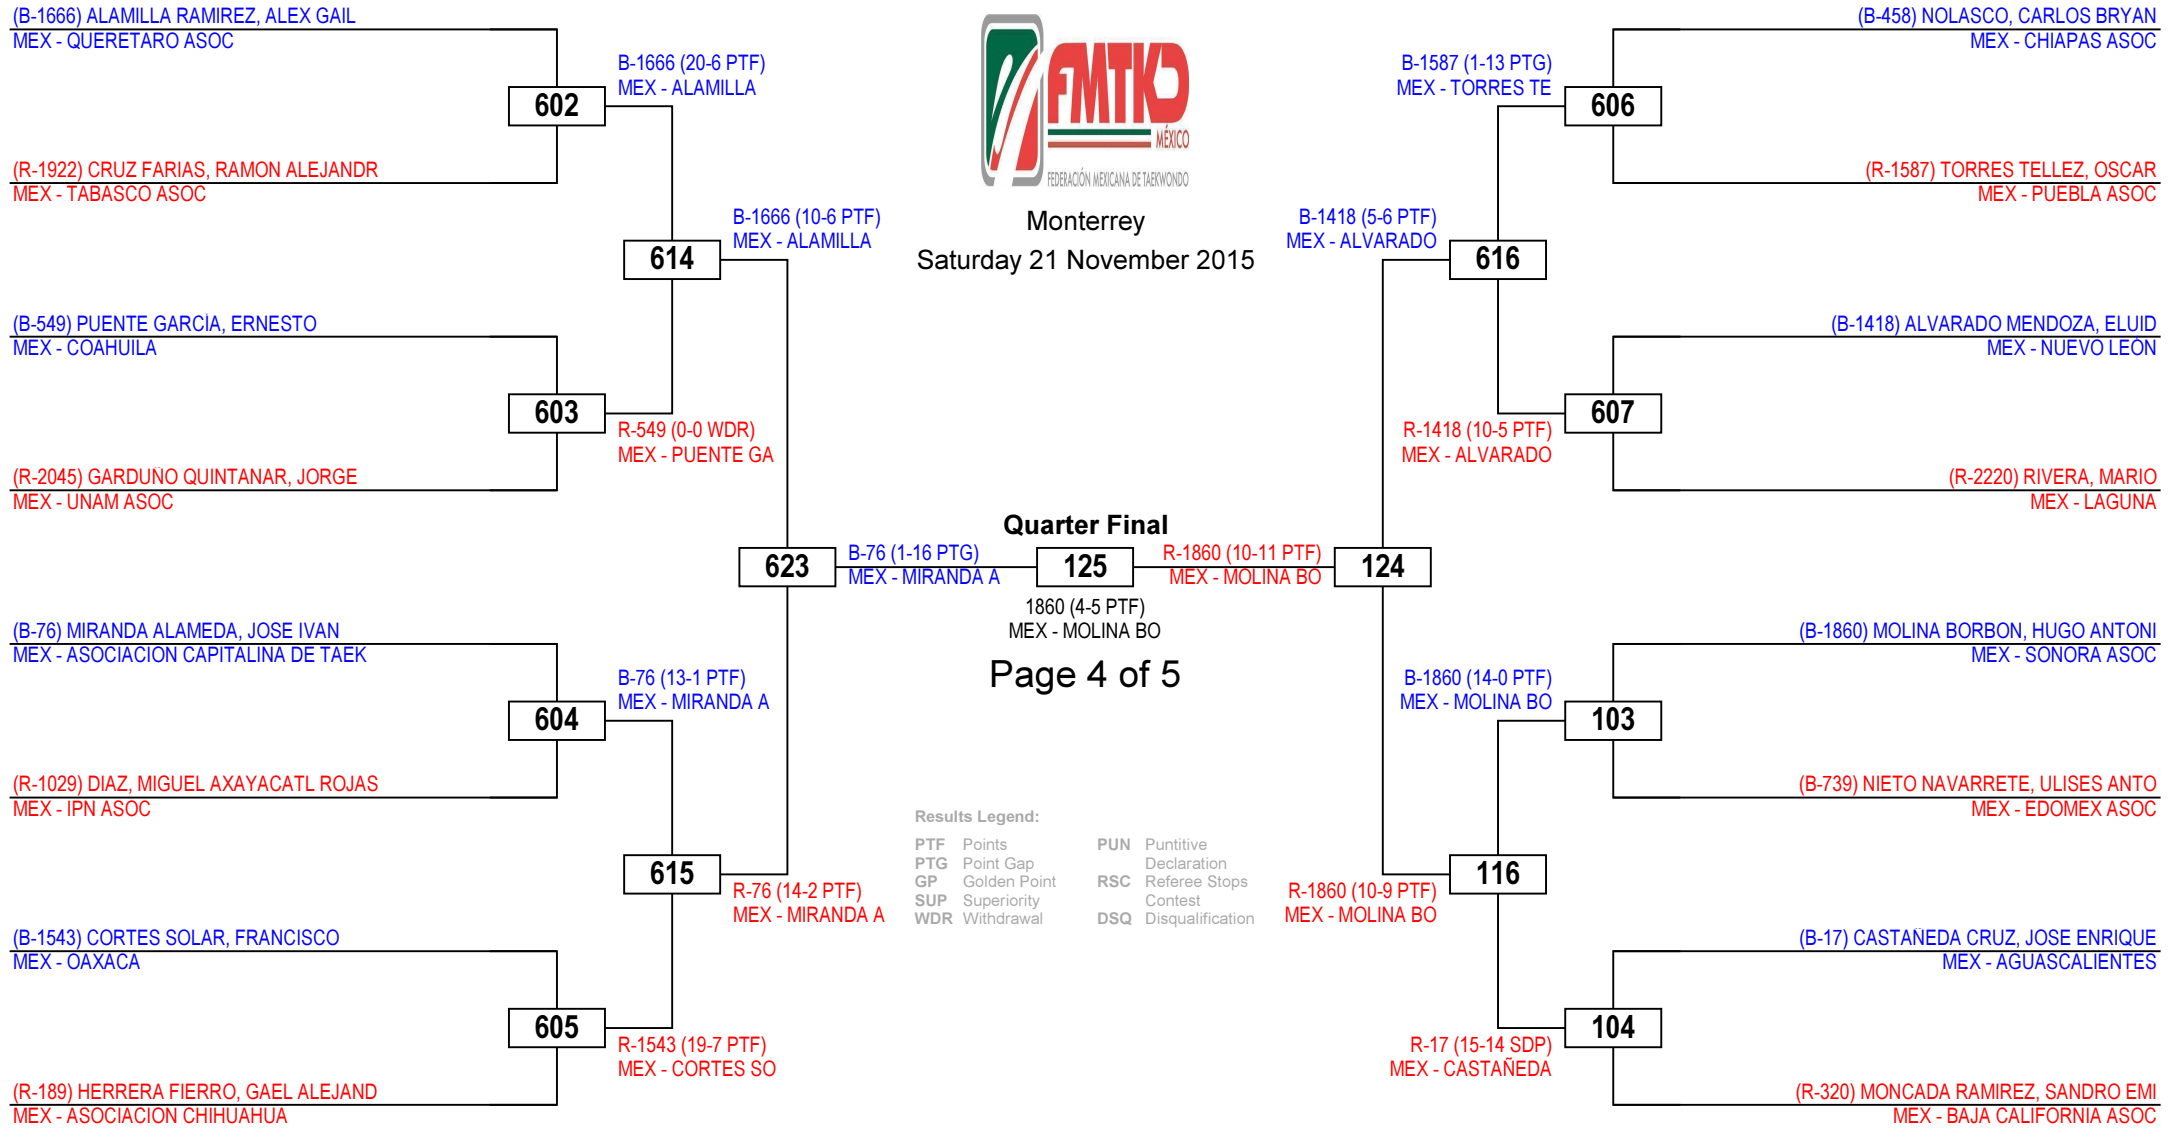 (B-1666) ALAMILLA RAMIREZ, ALEX GAIL
MEX - QUERETARO ASOC
B-1666 (20-6 PTF)
MEX - ALAMILLA
602
(R-1922) CRUZ FARIAS, RAMON ALEJANDR
MEX - TABASCO ASOC
B-1666 (10-6 PTF)
MEX - ALAMILLA
614
(B-549) PUENTE GARCÍA, ERNESTO
MEX - COAHUILA
603
R-549 (0-0 WDR)
MEX - PUENTE GA
(R-2045) GARDUÑO QUINTANAR, JORGE
MEX - UNAM ASOC
623
B-76 (1-16 PTG)
MEX - MIRANDA A
(B-76) MIRANDA ALAMEDA, JOSE IVAN
MEX - ASOCIACION CAPITALINA DE TAEK
B-76 (13-1 PTF)
MEX - MIRANDA A
604
(R-1029) DIAZ, MIGUEL AXAYACATL ROJAS
MEX - IPN ASOC
615
R-76 (14-2 PTF)
MEX - MIRANDA A
(B-1543) CORTES SOLAR, FRANCISCO
MEX - OAXACA
605
R-1543 (19-7 PTF)
MEX - CORTES SO
(R-189) HERRERA FIERRO, GAEL ALEJAND
MEX - ASOCIACION CHIHUAHUA
FMTKD
MÉXICO
FEDERACIÓN MEXICANA DE TAEKWONDO
Monterrey
Saturday 21 November 2015
Quarter Final
125
1860 (4-5 PTF)
MEX - MOLINA BO
Page 4 of 5
Results Legend:
PTF Points
PTG Point Gap
GP Golden Point
SUP Superiority
WDR Withdrawal
PUN Puntitive
Declaration
RSC Referee Stops
Contest
DSQ Disqualification
(B-458) NOLASCO, CARLOS BRYAN
MEX - CHIAPAS ASOC
B-1587 (1-13 PTG)
MEX - TORRES TE
606
(R-1587) TORRES TELLEZ, OSCAR
MEX - PUEBLA ASOC
B-1418 (5-6 PTF)
MEX - ALVARADO
616
(B-1418) ALVARADO MENDOZA, ELUID
MEX - NUEVO LEÓN
607
R-1418 (10-5 PTF)
MEX - ALVARADO
(R-2220) RIVERA, MARIO
MEX - LAGUNA
R-1860 (10-11 PTF)
MEX - MOLINA BO
124
(B-1860) MOLINA BORBON, HUGO ANTONI
MEX - SONORA ASOC
B-1860 (14-0 PTF)
MEX - MOLINA BO
103
(B-739) NIETO NAVARRETE, ULISES ANTO
MEX - EDOMEX ASOC
116
R-1860 (10-9 PTF)
MEX - MOLINA BO
(B-17) CASTAÑEDA CRUZ, JOSE ENRIQUE
MEX - AGUASCALIENTES
104
R-17 (15-14 SDP)
MEX - CASTAÑEDA
(R-320) MONCADA RAMIREZ, SANDRO EMI
MEX - BAJA CALIFORNIA ASOC